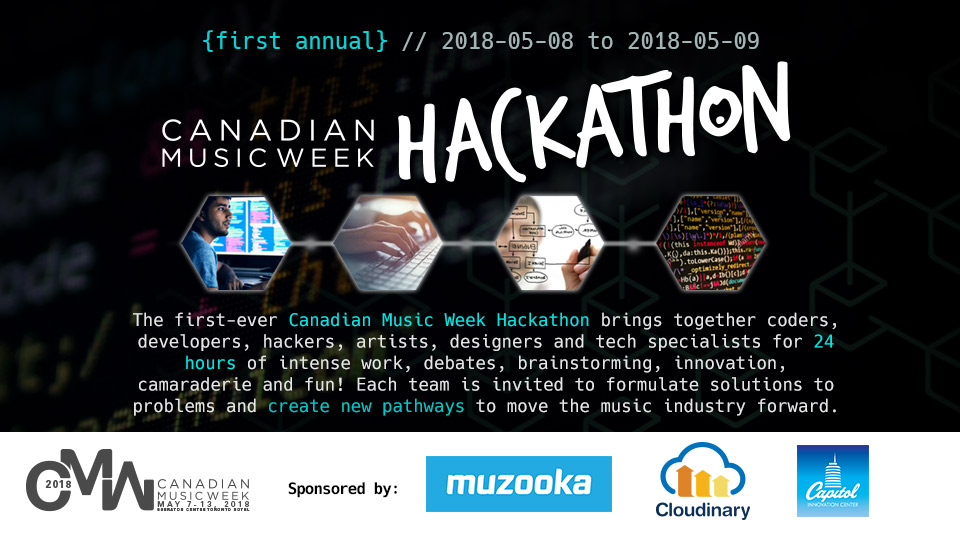 {first annual} // 2018-05-08 to 2018-05-09
CANADIAN
MUSIC WEEK
HACKATHON
The first-ever Canadian Music Week Hackathon brings together coders,
developers, hackers, artists, designers and tech specialists for 24
hours of intense work, debates, brainstorming, innovation,
camaraderie and fun! Each team is invited to formulate solutions to
problems and create new pathways to move the music industry forward.
CMW
2018
CANADIAN
MUSIC WEEK
MAY 7-13, 2018
SHERATON CENTRE TORONTO HOTEL
Sponsored by:
muzooka
Cloudinary
Capitol
INNOVATION CENTER